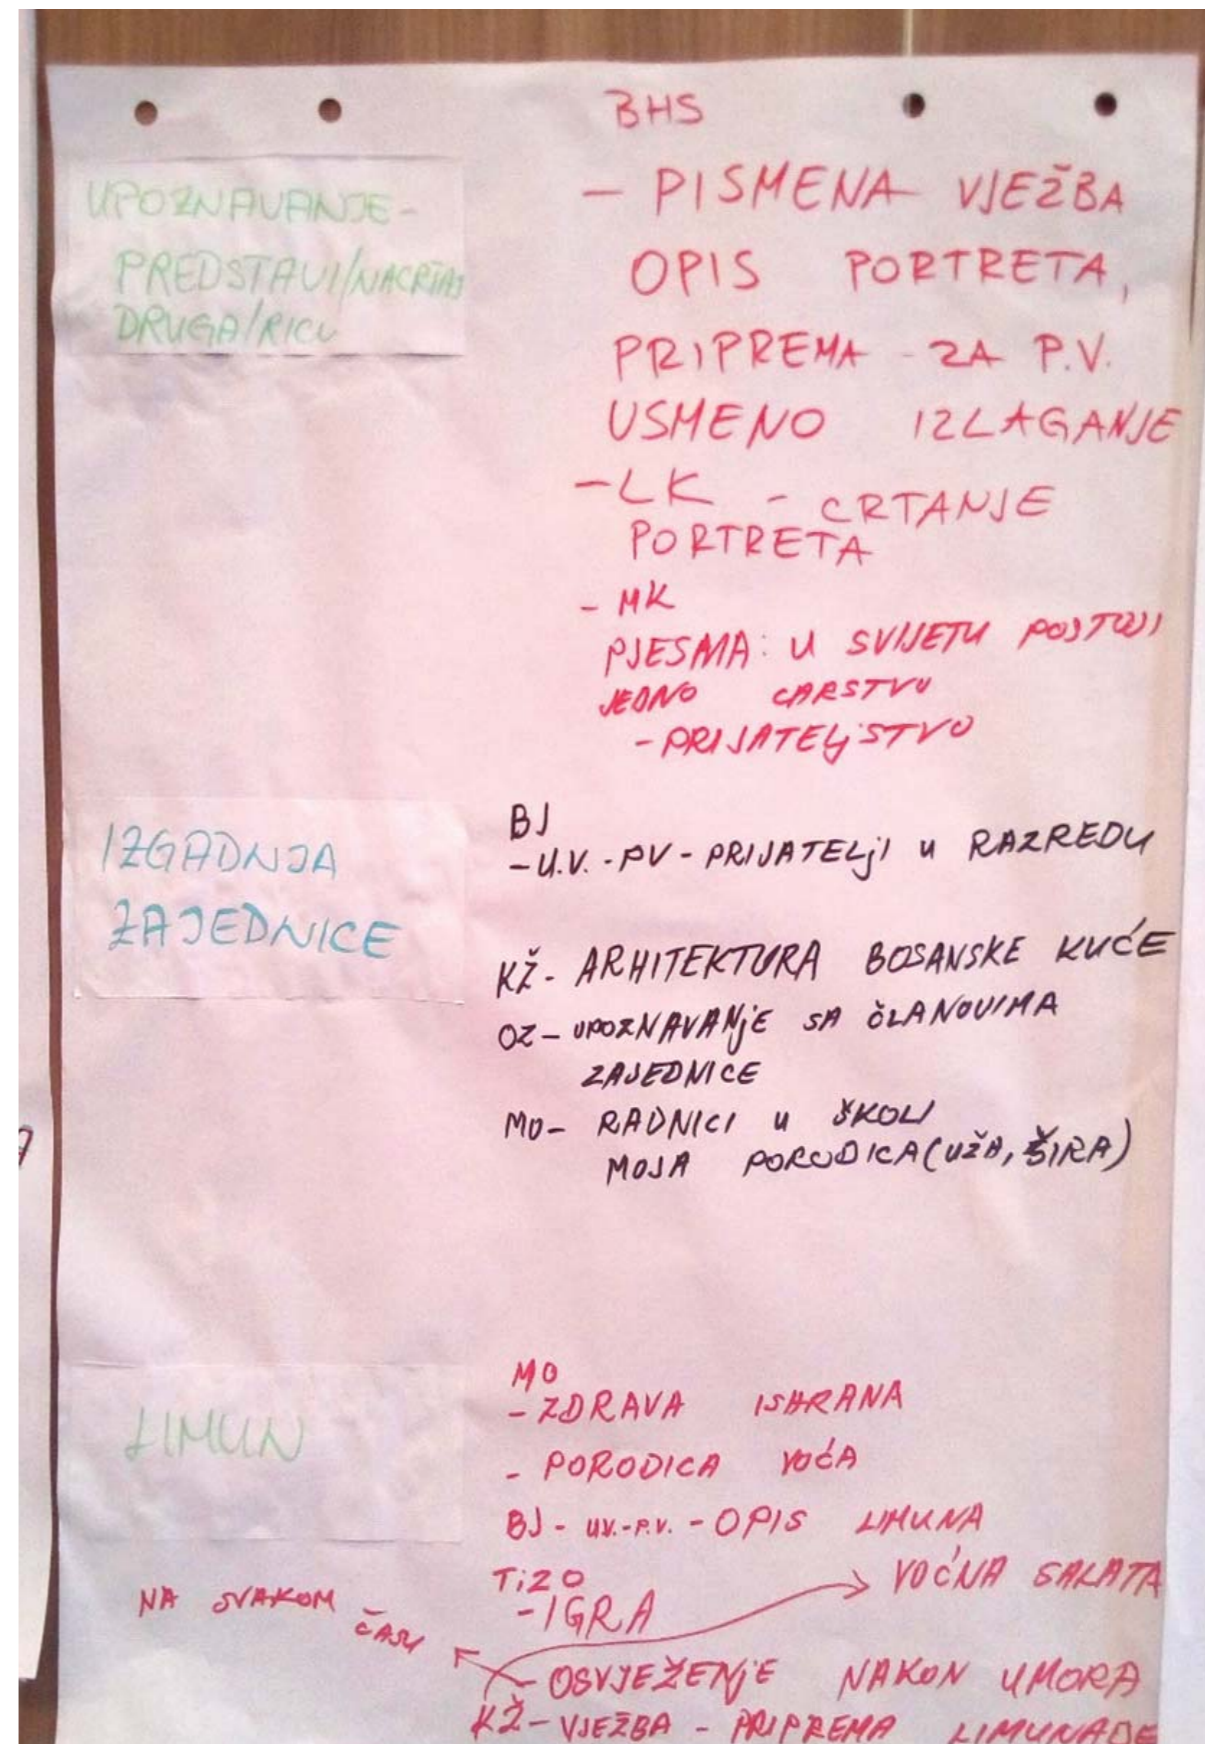 BHS
UPOZNAVANJE-
PREDSTAVI/NACRTAJ
DRUGA/RICU
- PISMENA VJEŽBA
OPIS PORTRETA,
PRIPREMA - ZA P.V.
USMENO IZLAGANJE
- LK - CRTANJE
PORTRETA
- MK
PJESMA: U SVIJETU POSTOJI
JEDNO CARSTVO
- PRIJATELJSTVO
IZGADNJA
ZAJEDNICE
BJ
- U.V. - PV - PRIJATELJI U RAZREDU
KŽ- ARHITEKTURA BOSANSKE KUĆE
OZ- UPOZNAVANJE SA ČLANOVIMA
ZAJEDNICE
MO- RADNICI U ŠKOLI
MOJA PORODICA (UŽA, ŠIRA)
LIMUN
MO
- ZDRAVA ISHRANA
- PORODICA VOĆA
BJ - U.V.-P.V. - OPIS LIMUNA
TiZO
- IGRA
VOĆNA SALATA
NA SVAKOM
ČASU
- OSVJEŽENJE NAKON UMORA
KŽ- VJEŽBA - PRIPREMA LIMUNADE